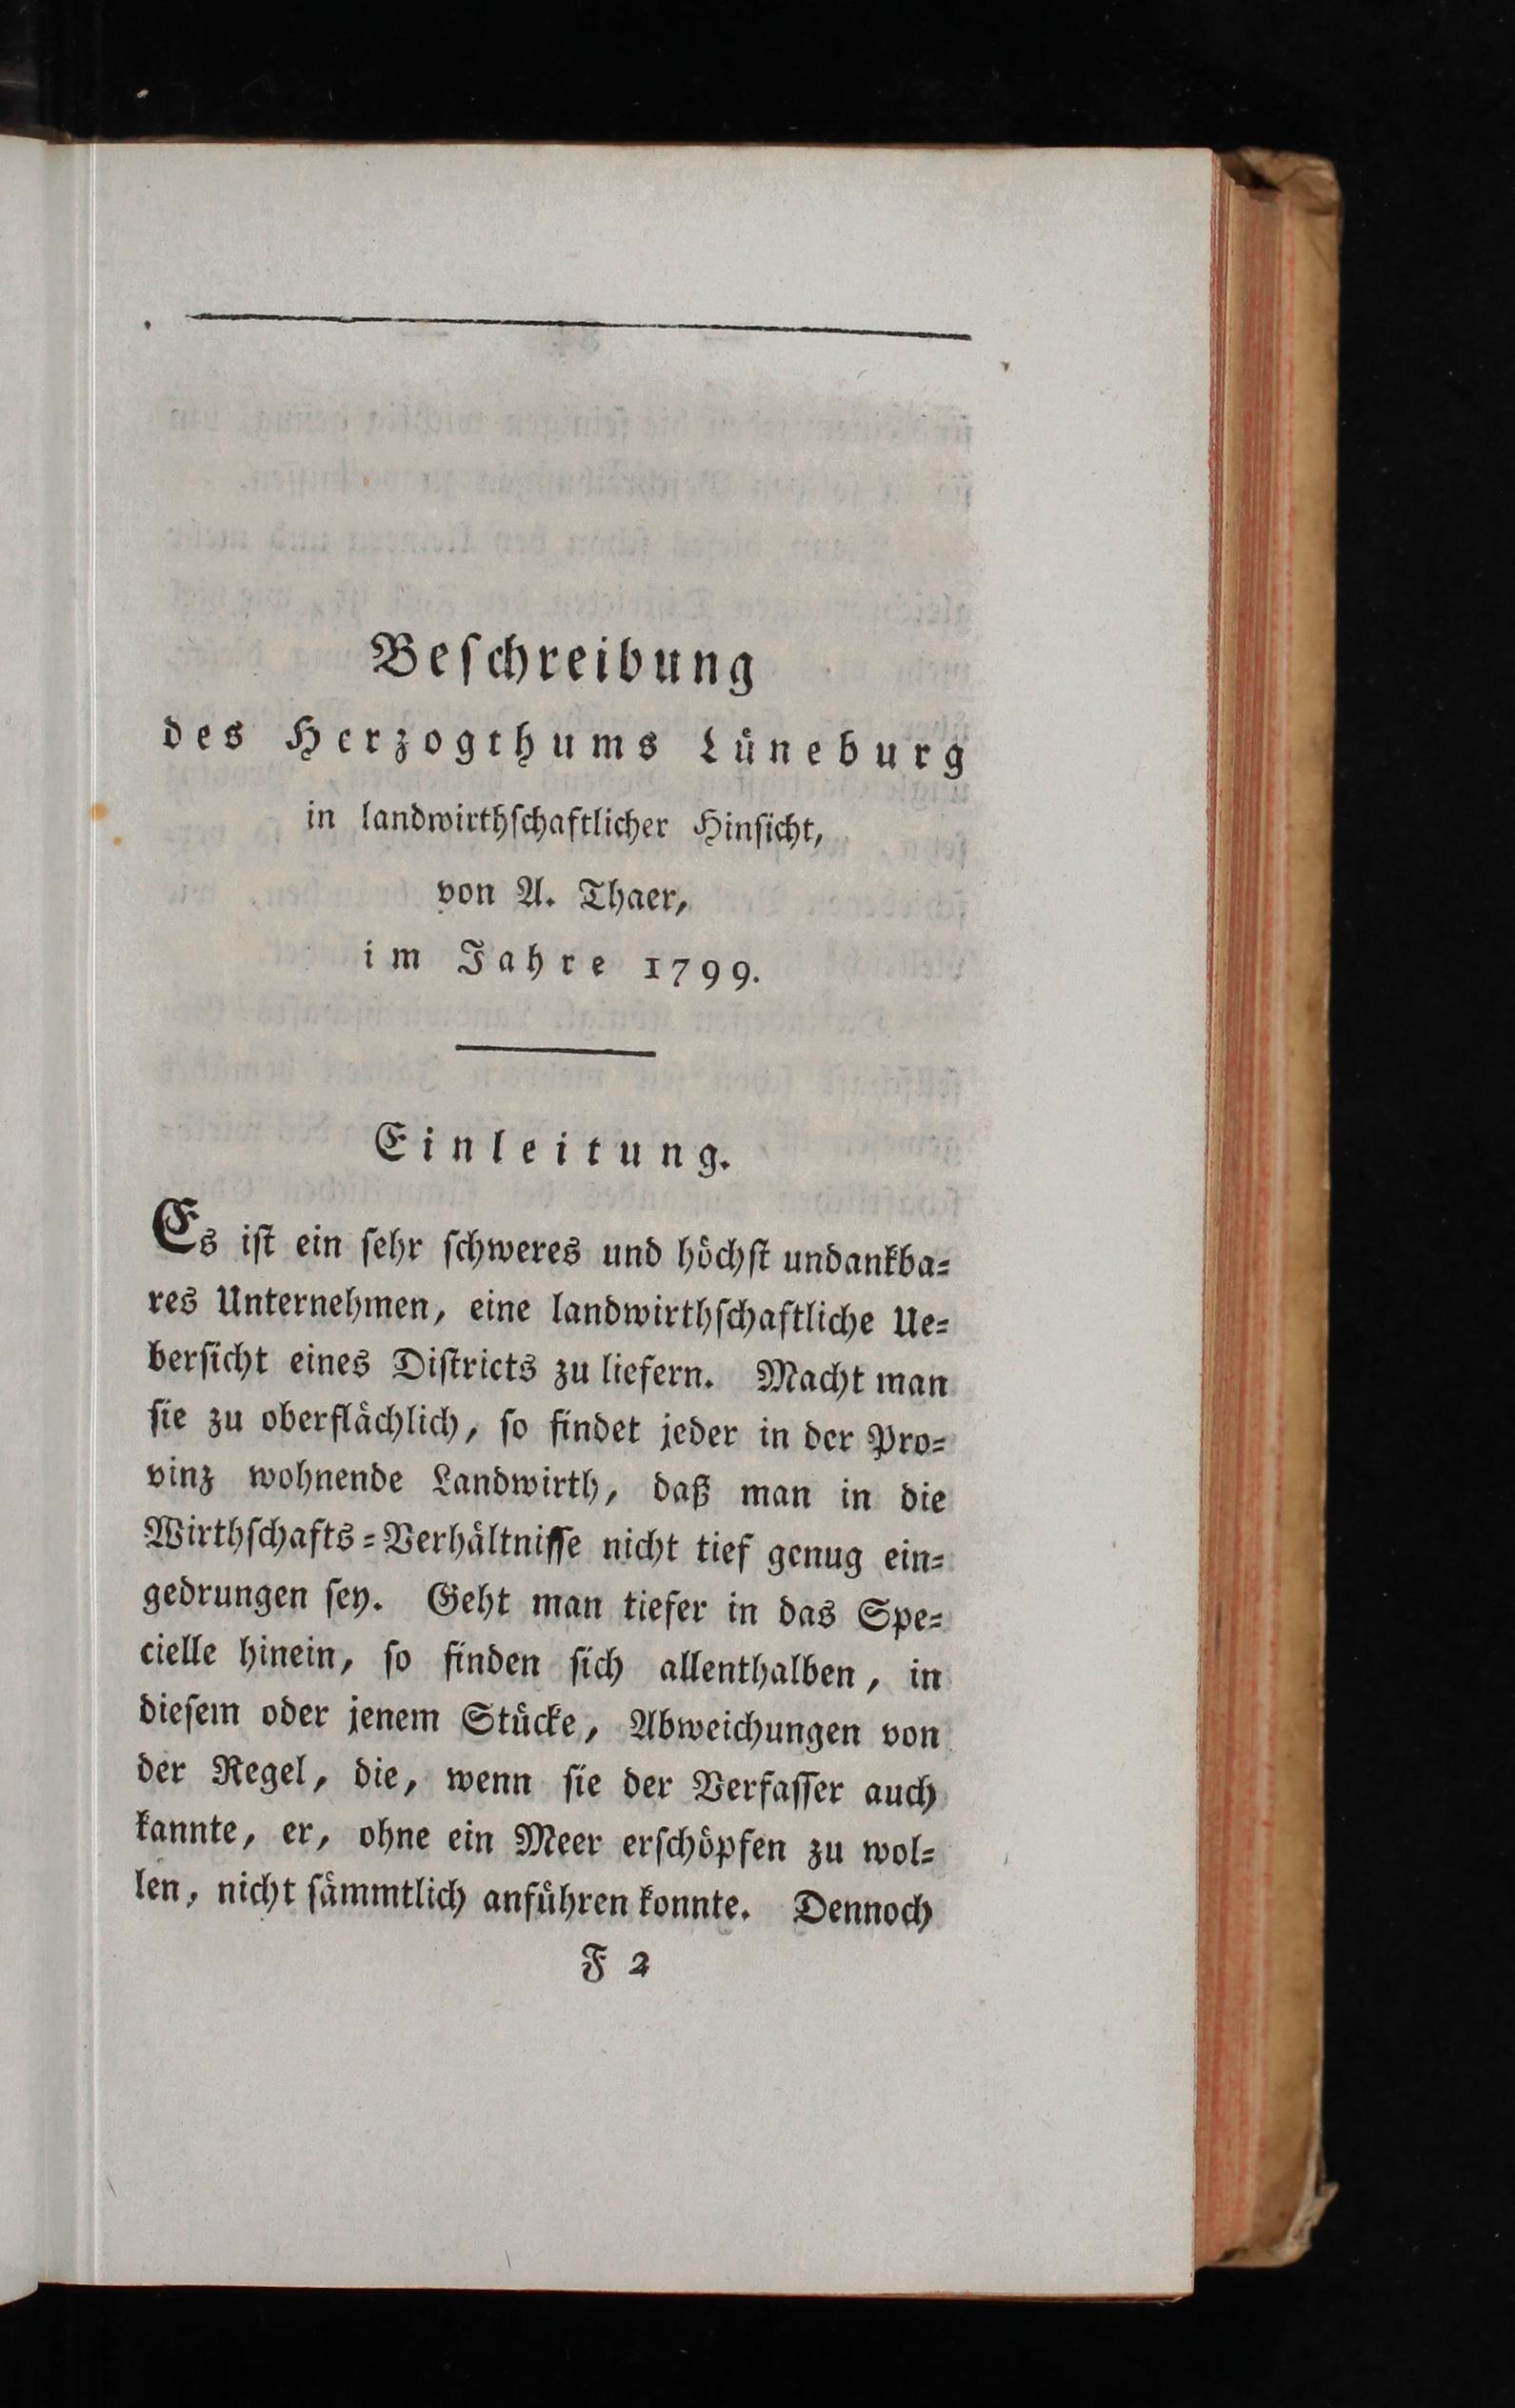 Beſchreibung
des Herzogthums Lüneburg
in landwirthſchaftlicher Hinſicht,
von A. Thaer,
im Jahre 1799.
Einleitung.
Es iſt ein ſehr ſchweres und höchſt undankba⸗
res Unternehmen, eine landwirthſchaftliche Ue⸗
berſicht eines Diſtricts zu liefern. Macht man
ſie zu oberflächlich, ſo findet jeder in der Pro⸗
vinz wohnende Landwirth, daß man in die
Wirthſchafts⸗Verhältniſſe nicht tief genug ein⸗
gedrungen ſey. Geht man tiefer in das Spe⸗
cielle hinein, ſo finden ſich allenthalben, in
dieſem oder jenem Stücke, Abweichungen von
der Regel, die, wenn ſie der Verfaſſer auch
kannte, er, ohne ein Meer erſchöpfen zu wol⸗
len, nicht ſämmtlich anführen konnte. Dennoch
F 2